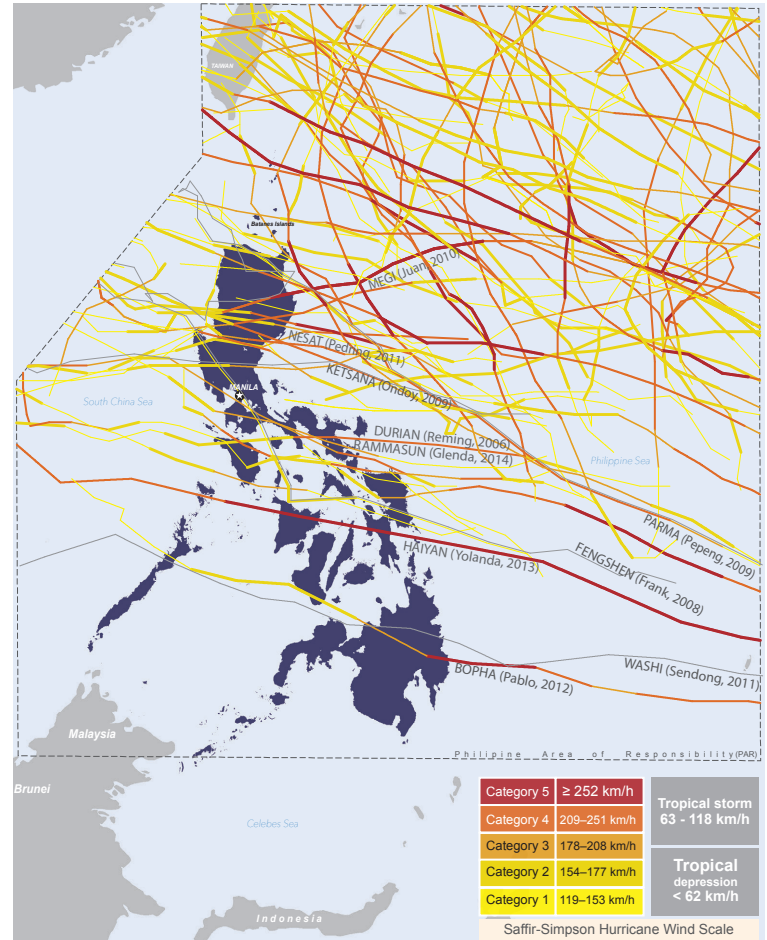 TAIWAN
Batanes Islands
MEGI (Juan, 2010)
NESAT (Pedring, 2011)
KETSANA (Ondoy, 2009)
MANILA
South China Sea
DURIAN (Reming, 2006)
RAMMASUN (Glenda, 2014)
Philippine Sea
PARMA (Pepeng, 2009)
HAIYAN (Yolanda, 2013)
FENGSHEN (Frank, 2008)
WASHI (Sendong, 2011)
BOPHA (Pablo, 2012)
Malaysia
Philipine Area of Responsibility(PAR)
Brunei
Celebes Sea
Indonesia
Category 5 ≥ 252 km/h
Category 4 209–251 km/h
Category 3 178–208 km/h
Category 2 154–177 km/h
Category 1 119–153 km/h
Tropical storm
63 - 118 km/h
Tropical
depression
< 62 km/h
Saffir-Simpson Hurricane Wind Scale